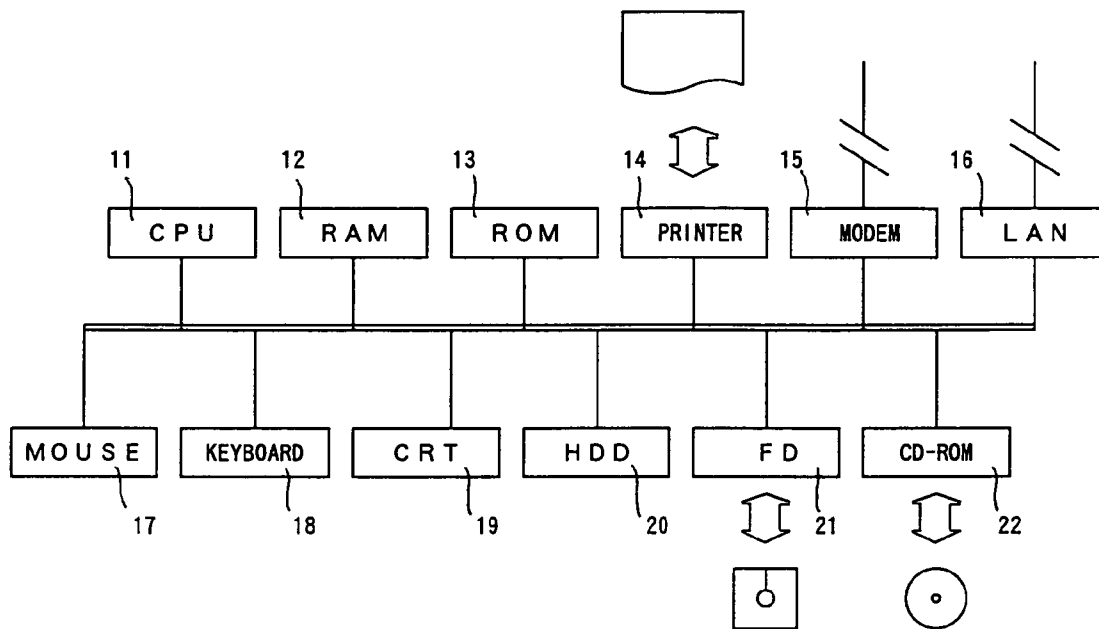 11 12 13 14 15 16
CPU RAM ROM PRINTER MODEM LAN
MOUSE KEYBOARD CRT HDD FD CD-ROM
17 18 19 20 21 22